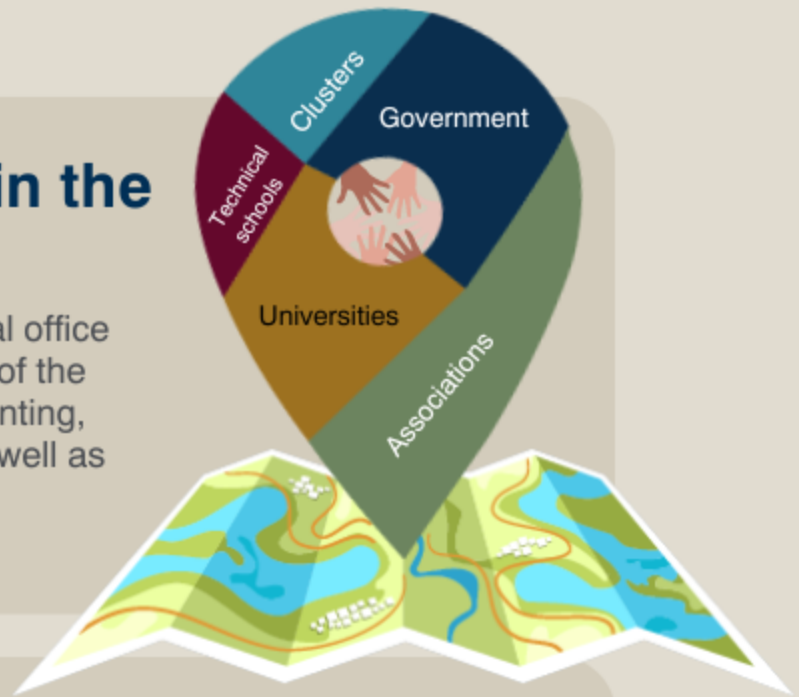 in the
al office
of the
nting,
well as
Clusters
Government
Technical
schools
Universities
Associations